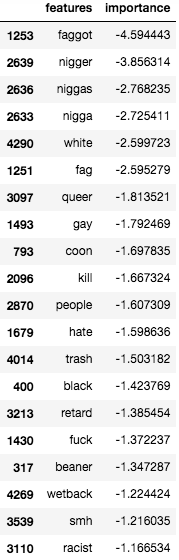 features importance
1253 faggot -4.594443
2639 nigger -3.856314
2636 niggas -2.768235
2633 nigga -2.725411
4290 white -2.599723
1251 fag -2.595279
3097 queer -1.813521
1493 gay -1.792469
793 coon -1.697835
2096 kill -1.667324
2870 people -1.607309
1679 hate -1.598636
4014 trash -1.503182
400 black -1.423769
3213 retard -1.385454
1430 fuck -1.372237
317 beaner -1.347287
4269 wetback -1.224424
3539 smh -1.216035
3110 racist -1.166534